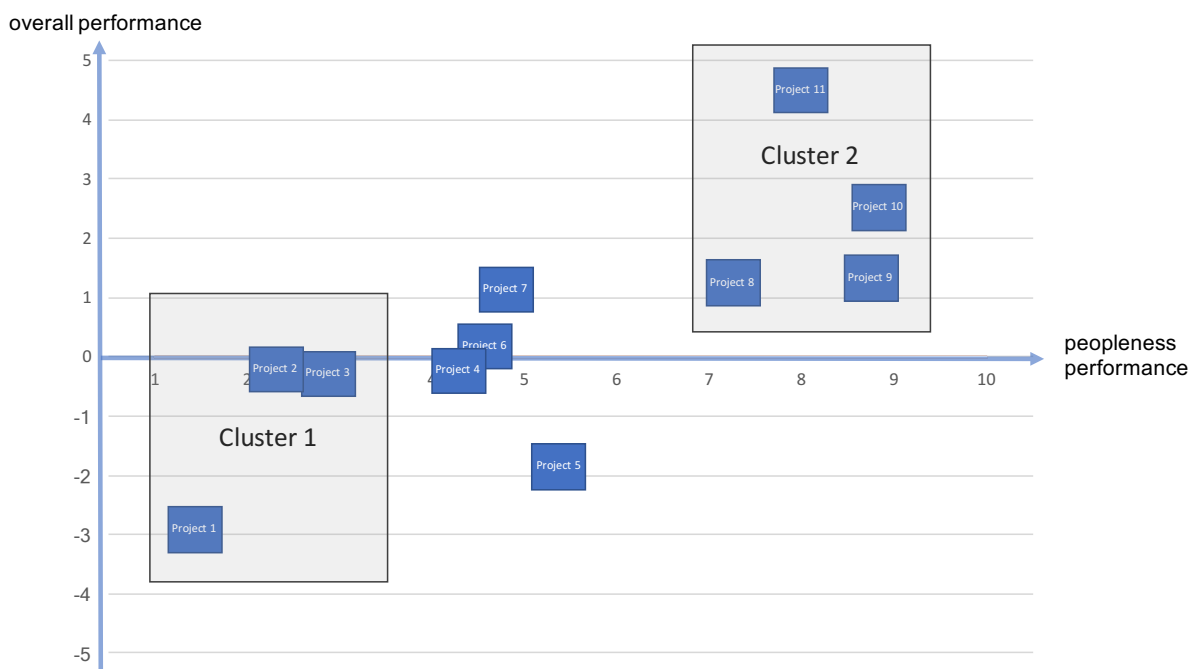 overall performance
5
Project 11
4
Cluster 2
3
Project 10
2
Project 7
Project 8
Project 9
1
Project 6
0
peopleness
performance
Project 2
Project 3
Project 4
1
2
4
5
6
7
8
9
10
-1
Cluster 1
Project 5
-2
Project 1
-3
-4
-5